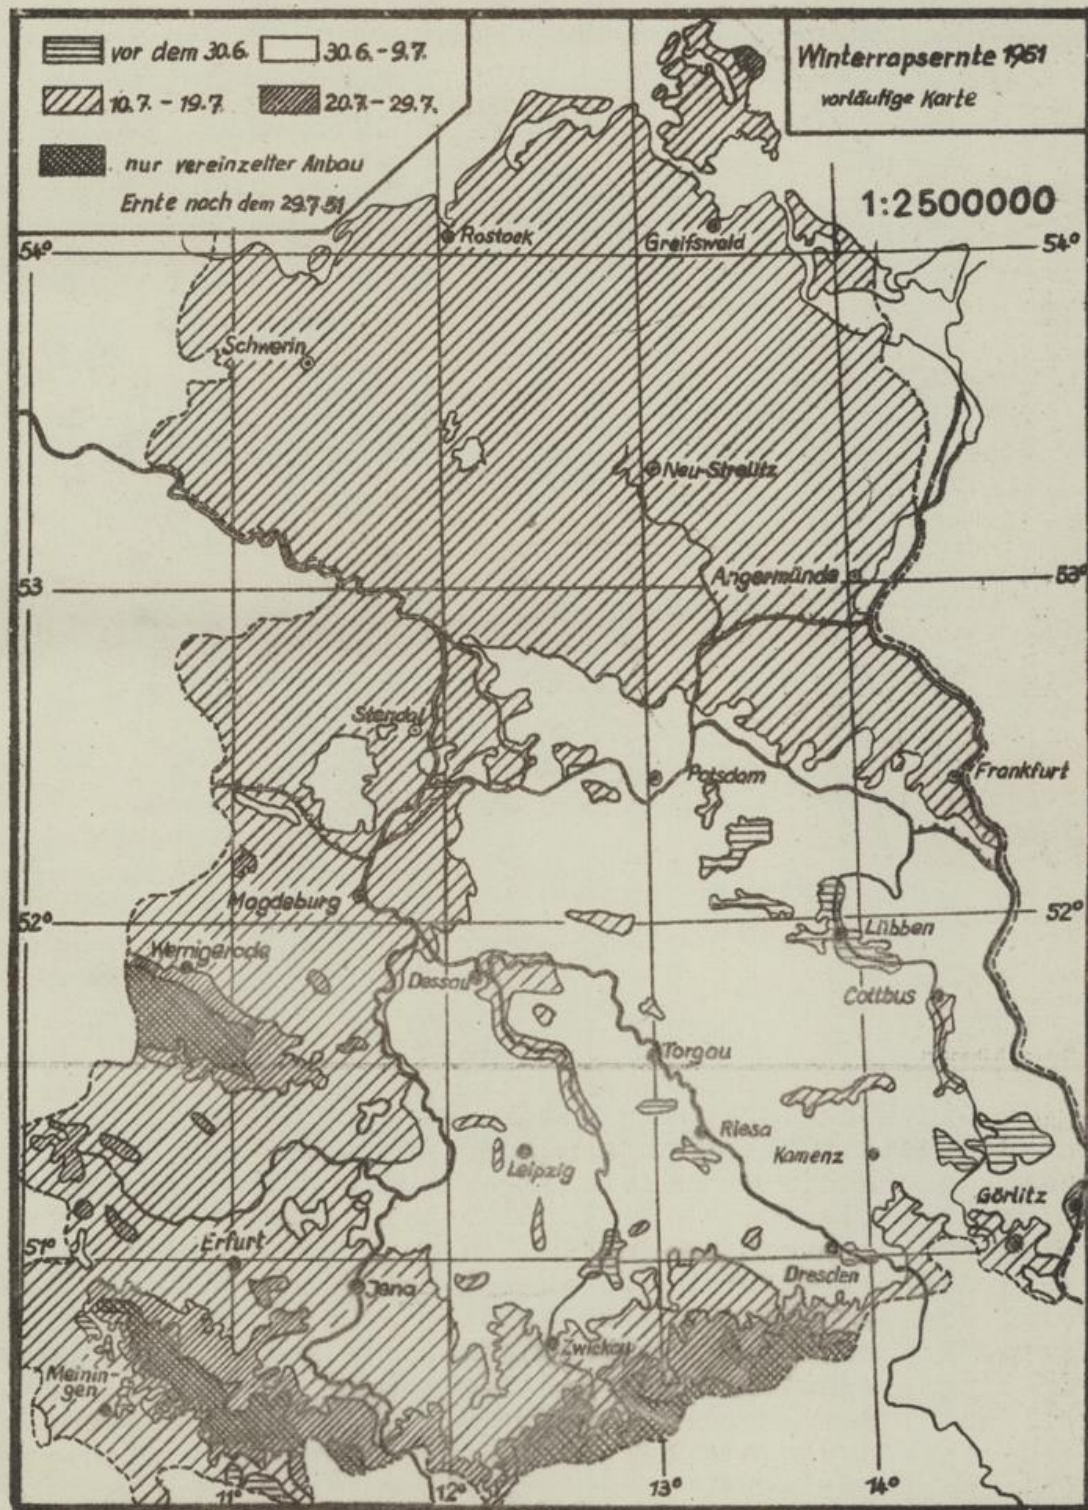 vor dem 30.6. 30.6.-9.7.
10.7. - 19.7. 20.7.-29.7.
nur vereinzelter Anbau
Ernte nach dem 29.7.51
Winterrapsernte 1951
vorläufige Karte
1:2500000
54° Rostock Greifswald 54°
Schwerin
Neu-Strelitz
53 Angermünde 53°
Stendal
Potsdam Frankfurt
Magdeburg
52° Lübben 52°
Wernigerode
Dessau Cottbus
Torgau
Riesa
Leipzig Kamenz
Görlitz
51° Erfurt
Jena Dresden
Zwickau
Meinin-
gen
11° 12° 13° 14°